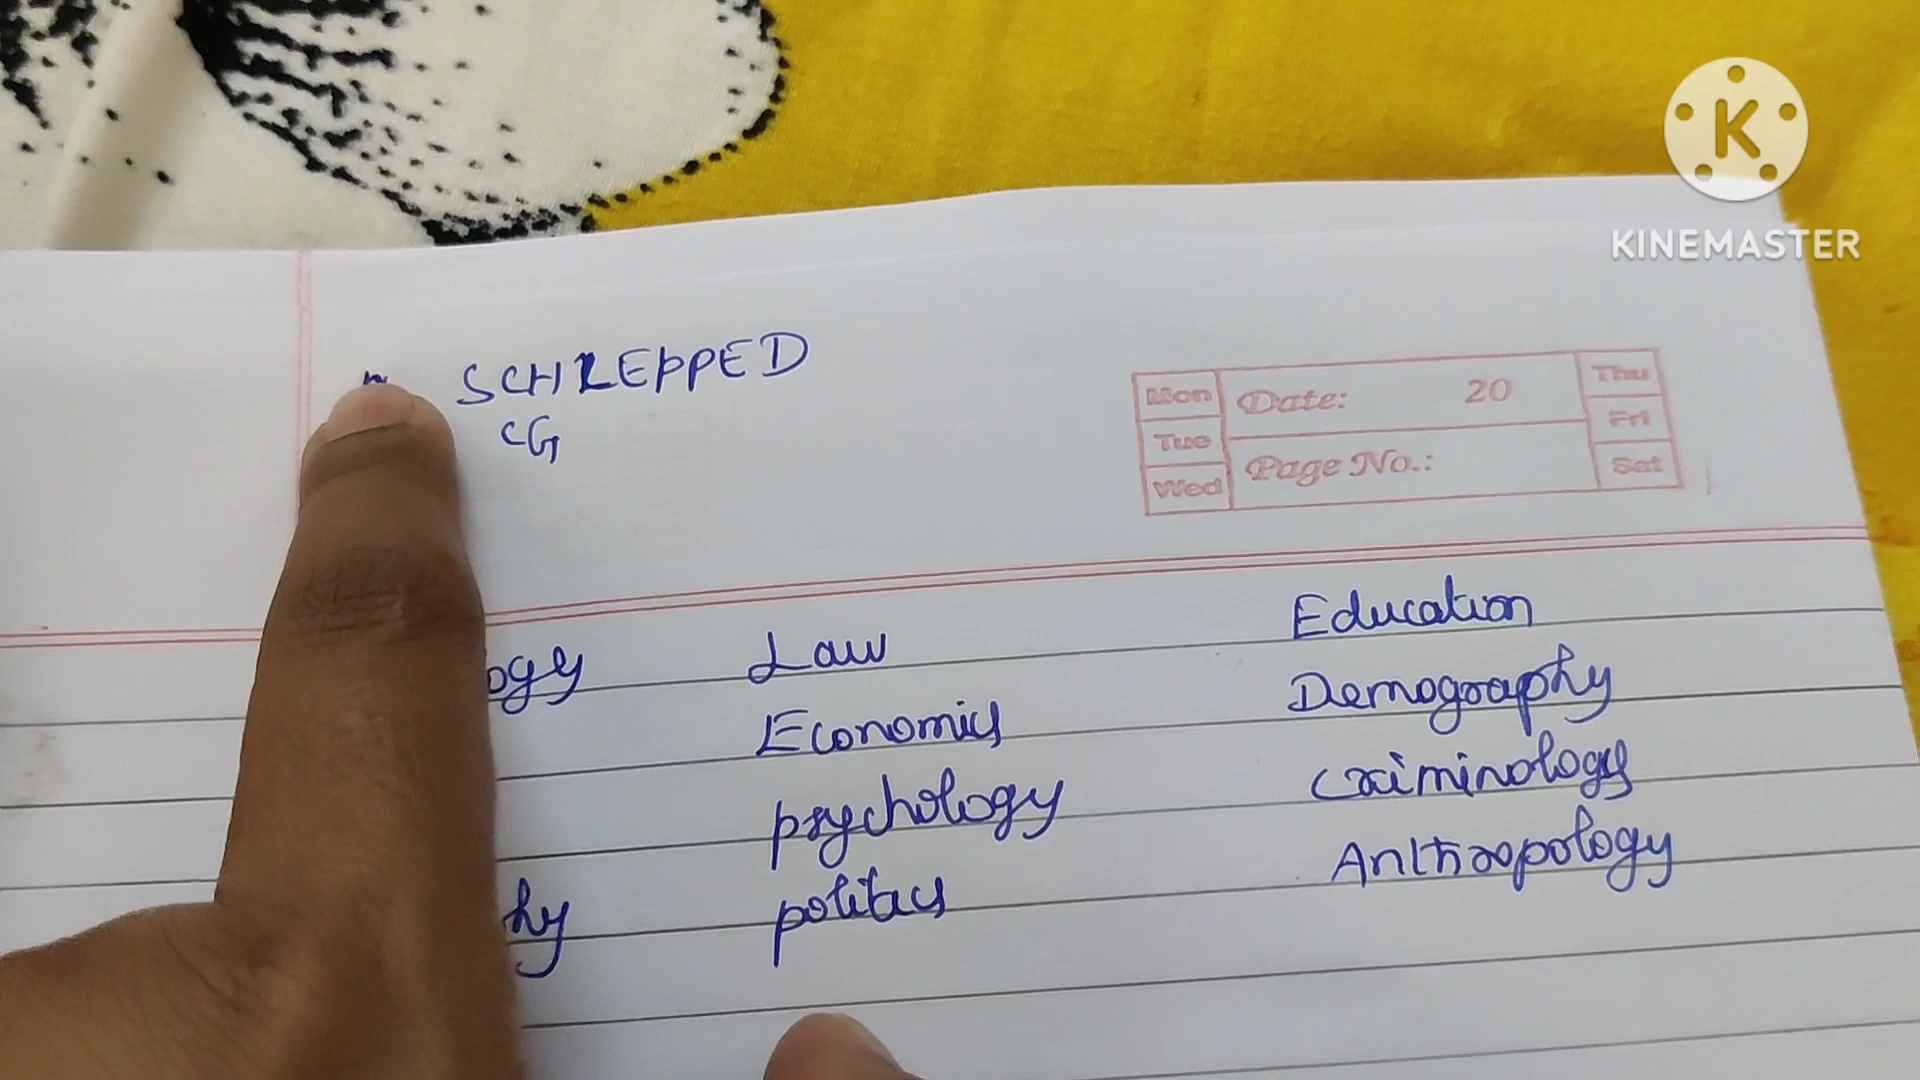 K
KINEMASTER
SCHLEPPED
CG
Mon Date: 20 Thu
Tue Fri
Wed Page No.: Sat
Law Education
Economics Demography
psychology Criminology
politics Anthropology